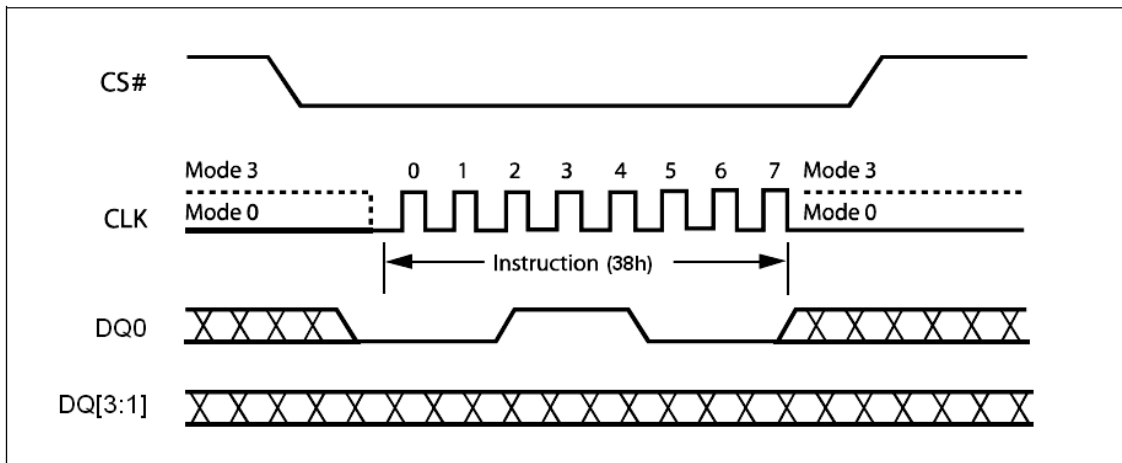 CS#
Mode 3 0 1 2 3 4 5 6 7 Mode 3
CLK Mode 0 Mode 0
Instruction (38h)
DQ0
DQ[3:1]